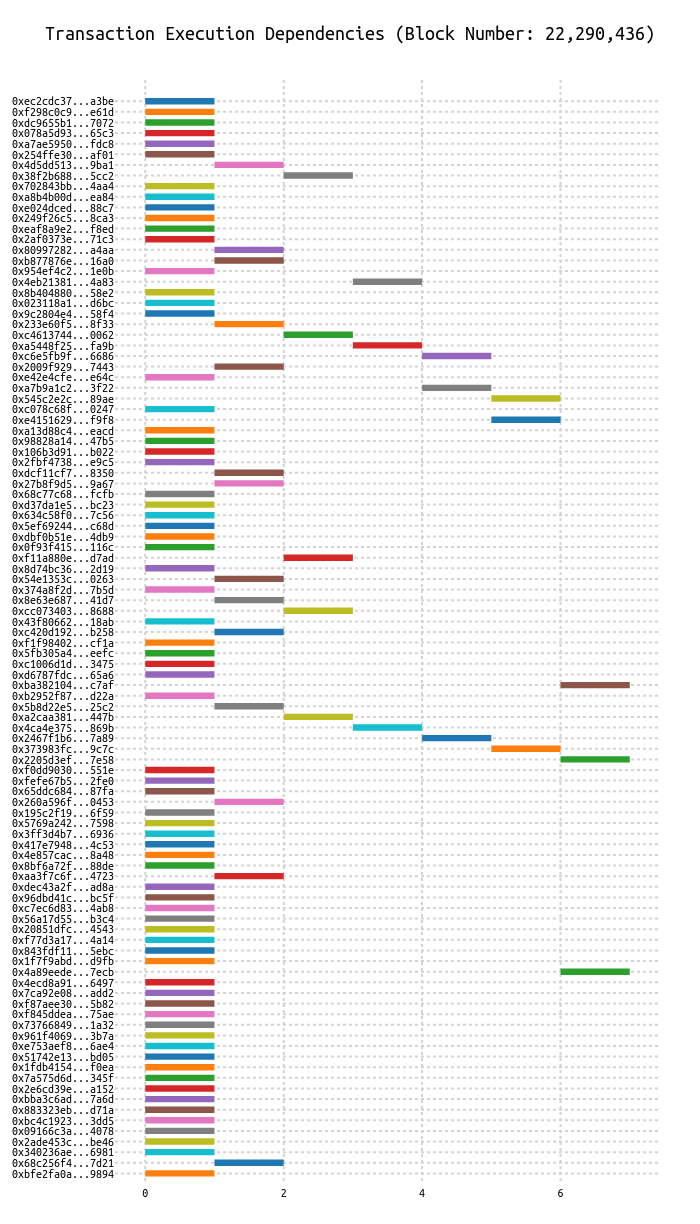 Transaction Execution Dependencies (Block Number: 22,290,436)
0xec2cdc37...a3be
0xf298c0c9...e61d
0xdc9655b1...7072
0x078a5d93...65c3
0xa7ae5950...fdc8
0x254ffe30...af01
0x4d5dd513...9ba1
0x38f2b688...5cc2
0x702843bb...4aa4
0xa8b4b00d...ea84
0xe024dced...88c7
0x249f26c5...8ca3
0xeaf8a9e2...f8ed
0x2af0373e...71c3
0x80997282...a4aa
0xb877876e...16a0
0x954ef4c2...1e0b
0x4eb21381...4a83
0x8b404880...58e2
0x023118a1...d6bc
0x9c2804e4...58f4
0x233e60f5...8f33
0xc4613744...0062
0xa5448f25...fa9b
0xc6e5fb9f...6686
0x2009f929...7443
0xe42e4cfe...e64c
0xa7b9a1c2...3f22
0x545c2e2c...89ae
0xc078c68f...0247
0xe4151629...f9f8
0xa13d88c4...eacd
0x98828a14...47b5
0x106b3d91...b022
0x2fbf4738...e9c5
0xdcf11cf7...8350
0x27b8f9d5...9a67
0x68c77c68...fcfb
0xd37da1e5...bc23
0x634c58f0...7c56
0x5ef69244...c68d
0xdbf0b51e...4db9
0x0f93f415...116c
0xf11a880e...d7ad
0x8d74bc36...2d19
0x54e1353c...0263
0x374a8f2d...7b5d
0x8e63e687...41d7
0xcc073403...8688
0x43f80662...18ab
0xc420d192...b258
0xf1f98402...cf1a
0x5fb305a4...eefc
0xc1006d1d...3475
0xd6787fdc...65a6
0xba382104...c7af
0xb2952f87...d22a
0x5b8d22e5...25c2
0xa2caa381...447b
0x4ca4e375...869b
0x2467f1b6...7a89
0x373983fc...9c7c
0x2205d3ef...7e58
0xf0dd9030...551e
0xfefe67b5...2fe0
0x65ddc684...87fa
0x260a596f...0453
0x195c2f19...6f59
0x5769a242...7598
0x3ff3d4b7...6936
0x417e7948...4c53
0x4e857cac...8a48
0x8bf6a72f...88de
0xaa3f7c6f...4723
0xdec43a2f...ad8a
0x96dbd41c...bc5f
0xc7ec6d83...4ab8
0x56a17d55...b3c4
0x20851dfc...4543
0xf77d3a17...4a14
0x843fdf11...5ebc
0x1f7f9abd...d9fb
0x4a89eede...7ecb
0x4ecd8a91...6497
0x7ca92e08...add2
0xf87aee30...5b82
0xf845ddea...75ae
0x73766849...1a32
0x961f4069...3b7a
0xe753aef8...6ae4
0x51742e13...bd05
0x1fdb4154...f0ea
0x7a575d6d...345f
0x2e6cd39e...a152
0xbba3c6ad...7a6d
0x883323eb...d71a
0xbc4c1923...3dd5
0x09166c3a...4078
0x2ade453c...be46
0x340236ae...6981
0x68c256f4...7d21
0xbfe2fa0a...9894
0 2 4 6